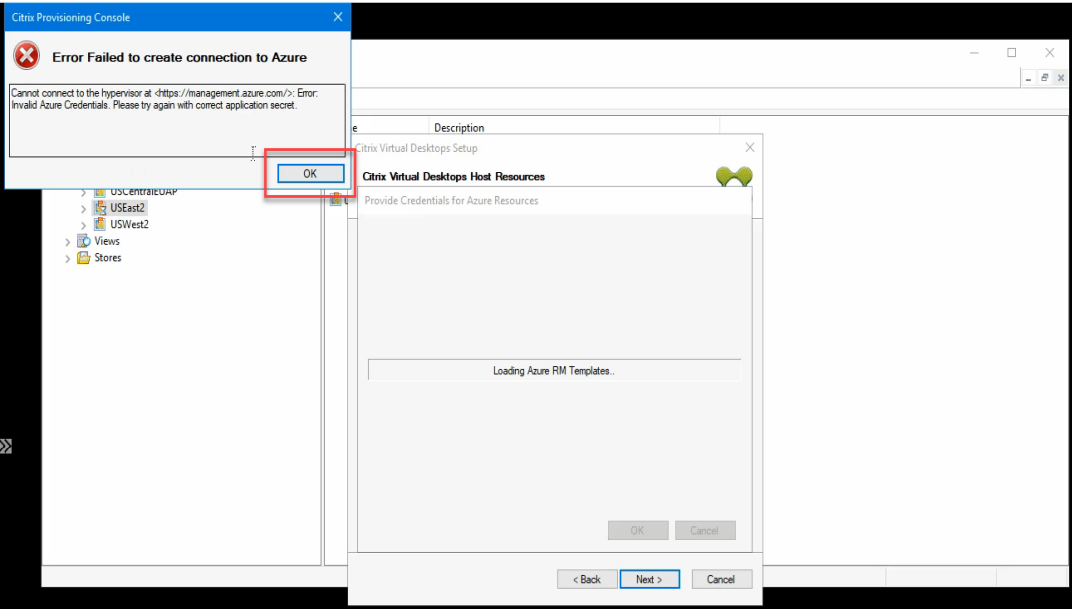 Citrix Provisioning Console
Error Failed to create connection to Azure
Cannot connect to the hypervisor at <https://management.azure.com/>: Error:
Invalid Azure Credentials. Please try again with correct application secret.
OK
Description
Citrix Virtual Desktops Setup
Citrix Virtual Desktops Host Resources
Provide Credentials for Azure Resources
USCentralEUAP
USEast2
USWest2
Views
Stores
Loading Azure RM Templates..
OK
Cancel
< Back
Next >
Cancel